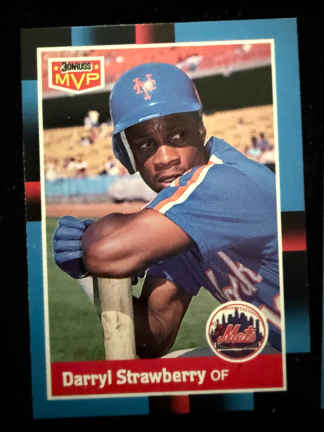 DONRUSS
MVP
Mets
Darryl Strawberry OF